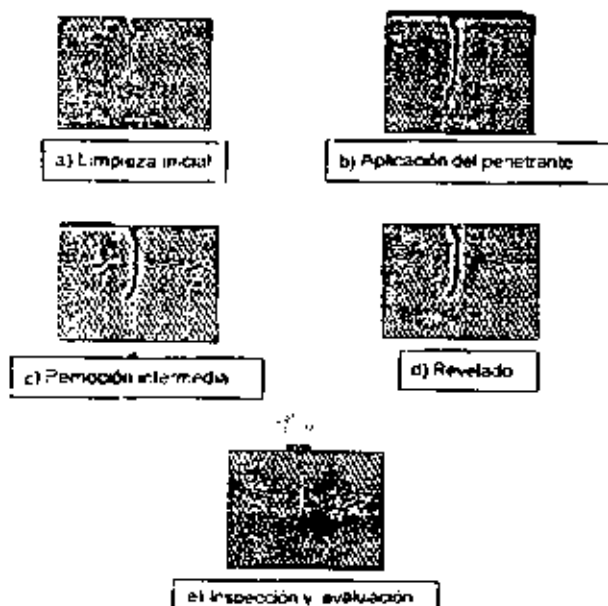 a) Limpieza inicial
b) Aplicación del penetrante
c) Remoción intermedia
d) Revelado
e) Inspección y evaluación